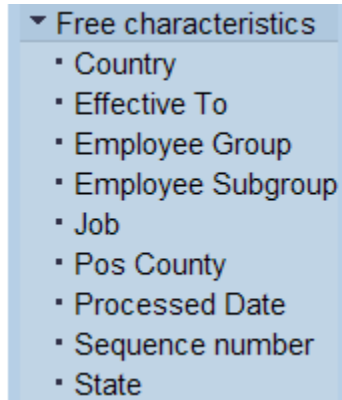 Free characteristics
Country
Effective To
Employee Group
Employee Subgroup
Job
Pos County
Processed Date
Sequence number
State